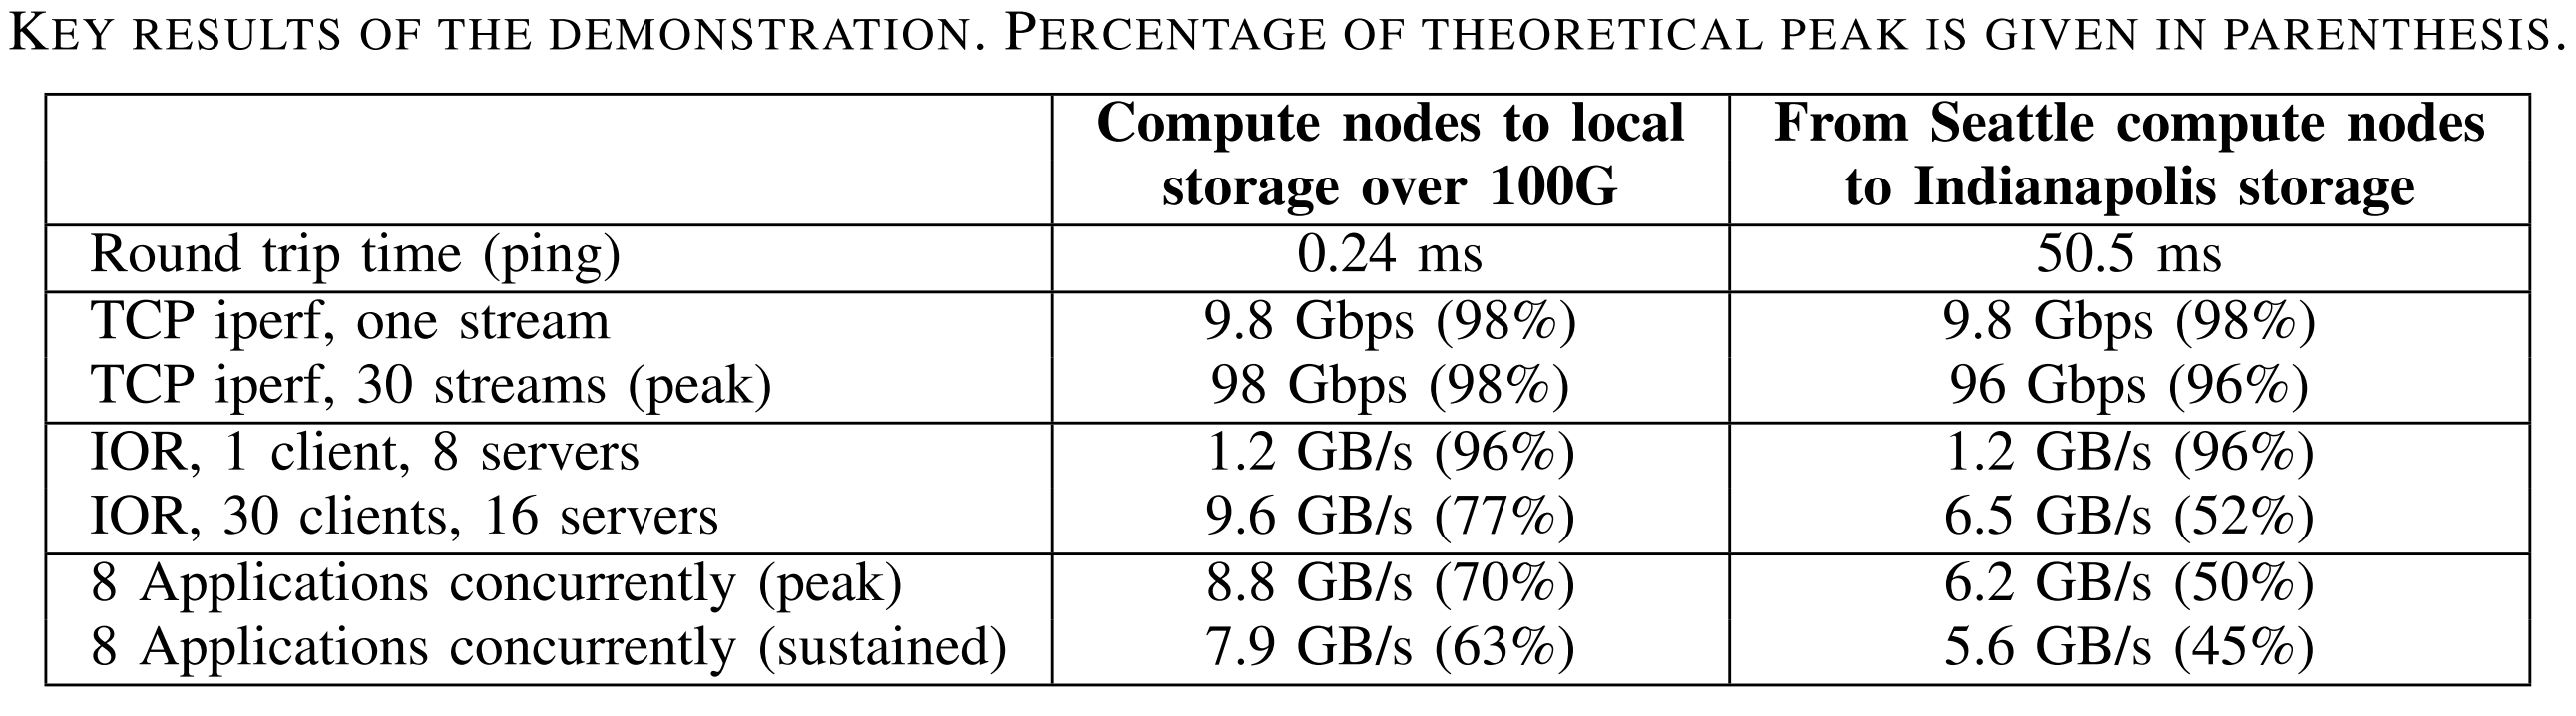 KEY RESULTS OF THE DEMONSTRATION. PERCENTAGE OF THEORETICAL PEAK IS GIVEN IN PARENTHESIS.
Compute nodes to local storage over 100G
From Seattle compute nodes to Indianapolis storage
Round trip time (ping) 0.24 ms 50.5 ms
TCP iperf, one stream 9.8 Gbps (98%) 9.8 Gbps (98%)
TCP iperf, 30 streams (peak) 98 Gbps (98%) 96 Gbps (96%)
IOR, 1 client, 8 servers 1.2 GB/s (96%) 1.2 GB/s (96%)
IOR, 30 clients, 16 servers 9.6 GB/s (77%) 6.5 GB/s (52%)
8 Applications concurrently (peak) 8.8 GB/s (70%) 6.2 GB/s (50%)
8 Applications concurrently (sustained) 7.9 GB/s (63%) 5.6 GB/s (45%)